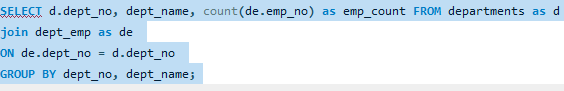 SELECT d.dept_no, dept_name, count(de.emp_no) as emp_count FROM departments as d
join dept_emp as de
ON de.dept_no = d.dept_no
GROUP BY dept_no, dept_name;